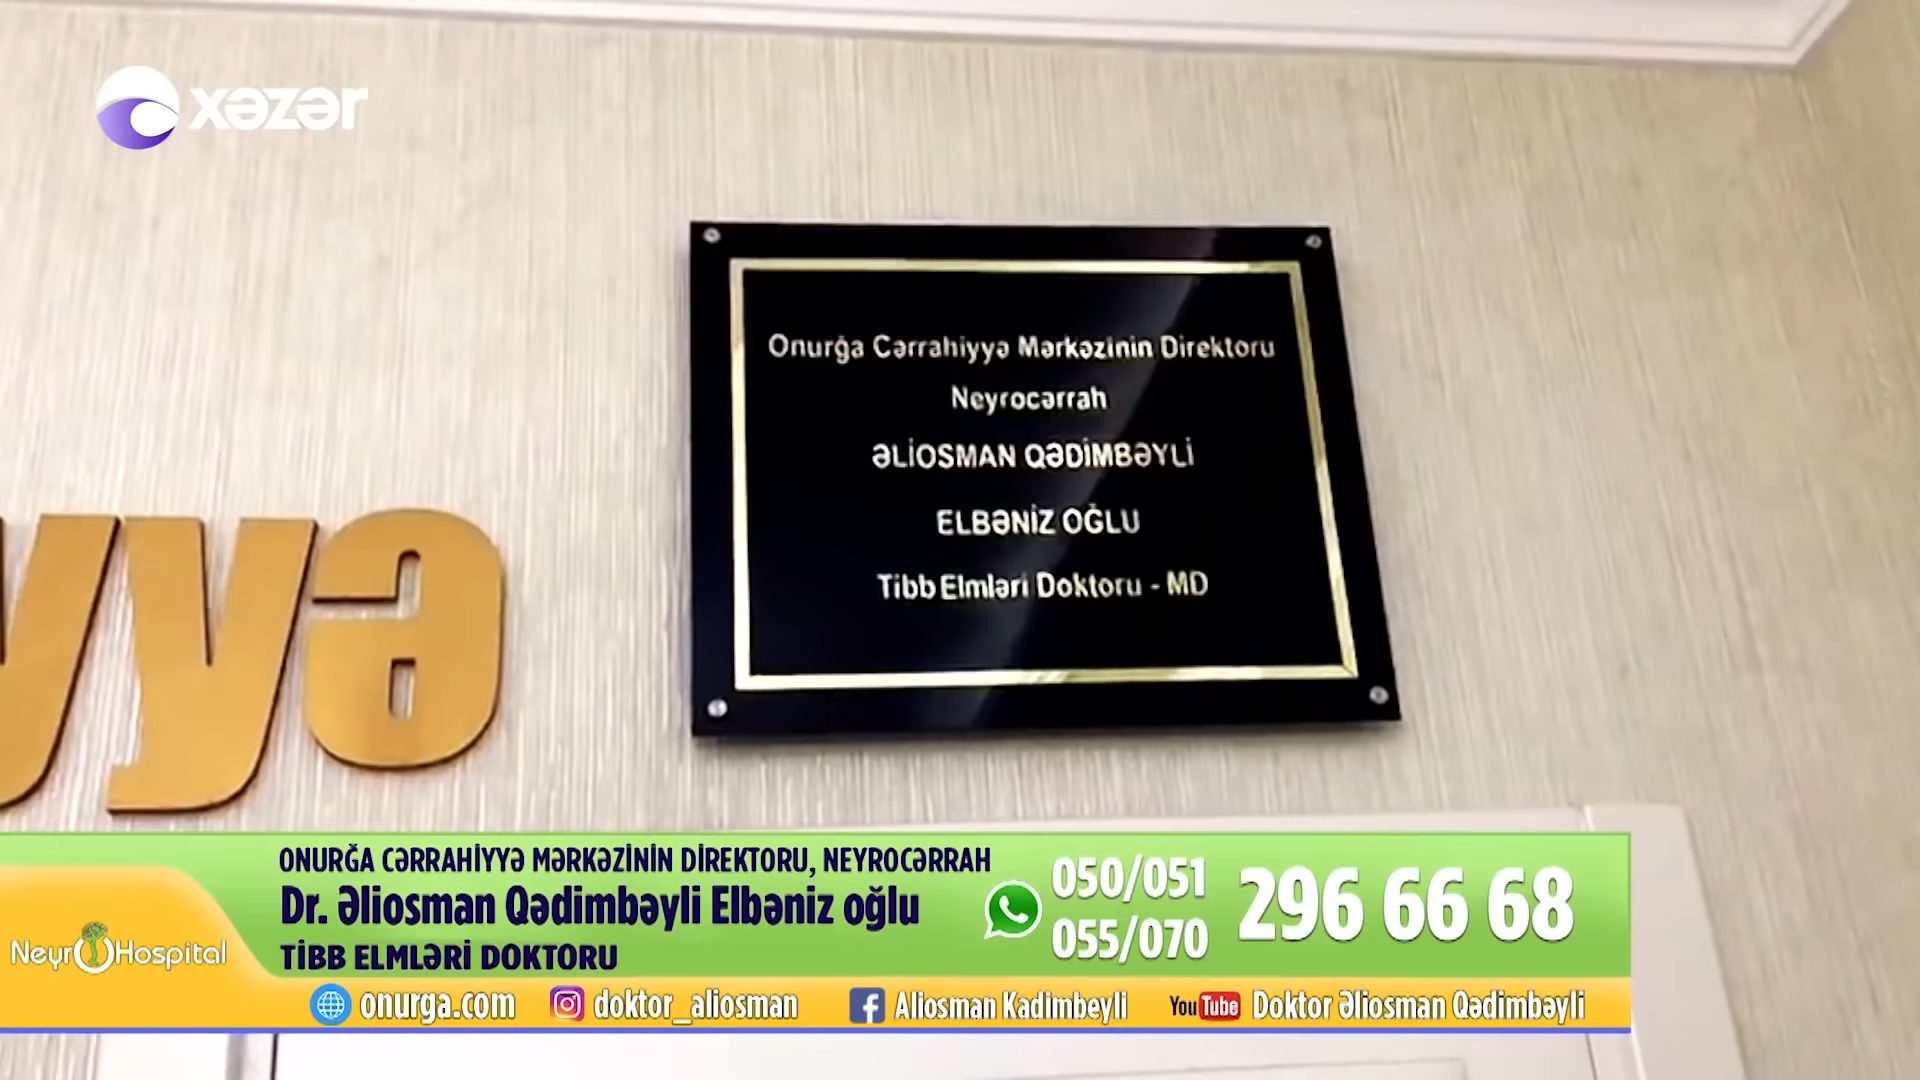 xəzər
Onurğa Cərrahiyyə Mərkəzinin Direktoru
Neyrocərrah
ƏLİOSMAN QƏDİMBƏYLİ
ELBƏNİZ OĞLU
Tibb Elmləri Doktoru - MD
yyə
ONURĞA CƏRRAHİYYƏ MƏRKƏZİNİN DİREKTORU, NEYROCƏRRAH
Dr. Əliosman Qədimbəyli Elbəniz oğlu
TİBB ELMLƏRİ DOKTORU
050/051
055/070
296 66 68
NeyroHospital
onurga.com
doktor_aliosman
Aliosman Kadimbeyli
YouTube Doktor Əliosman Qədimbəyli